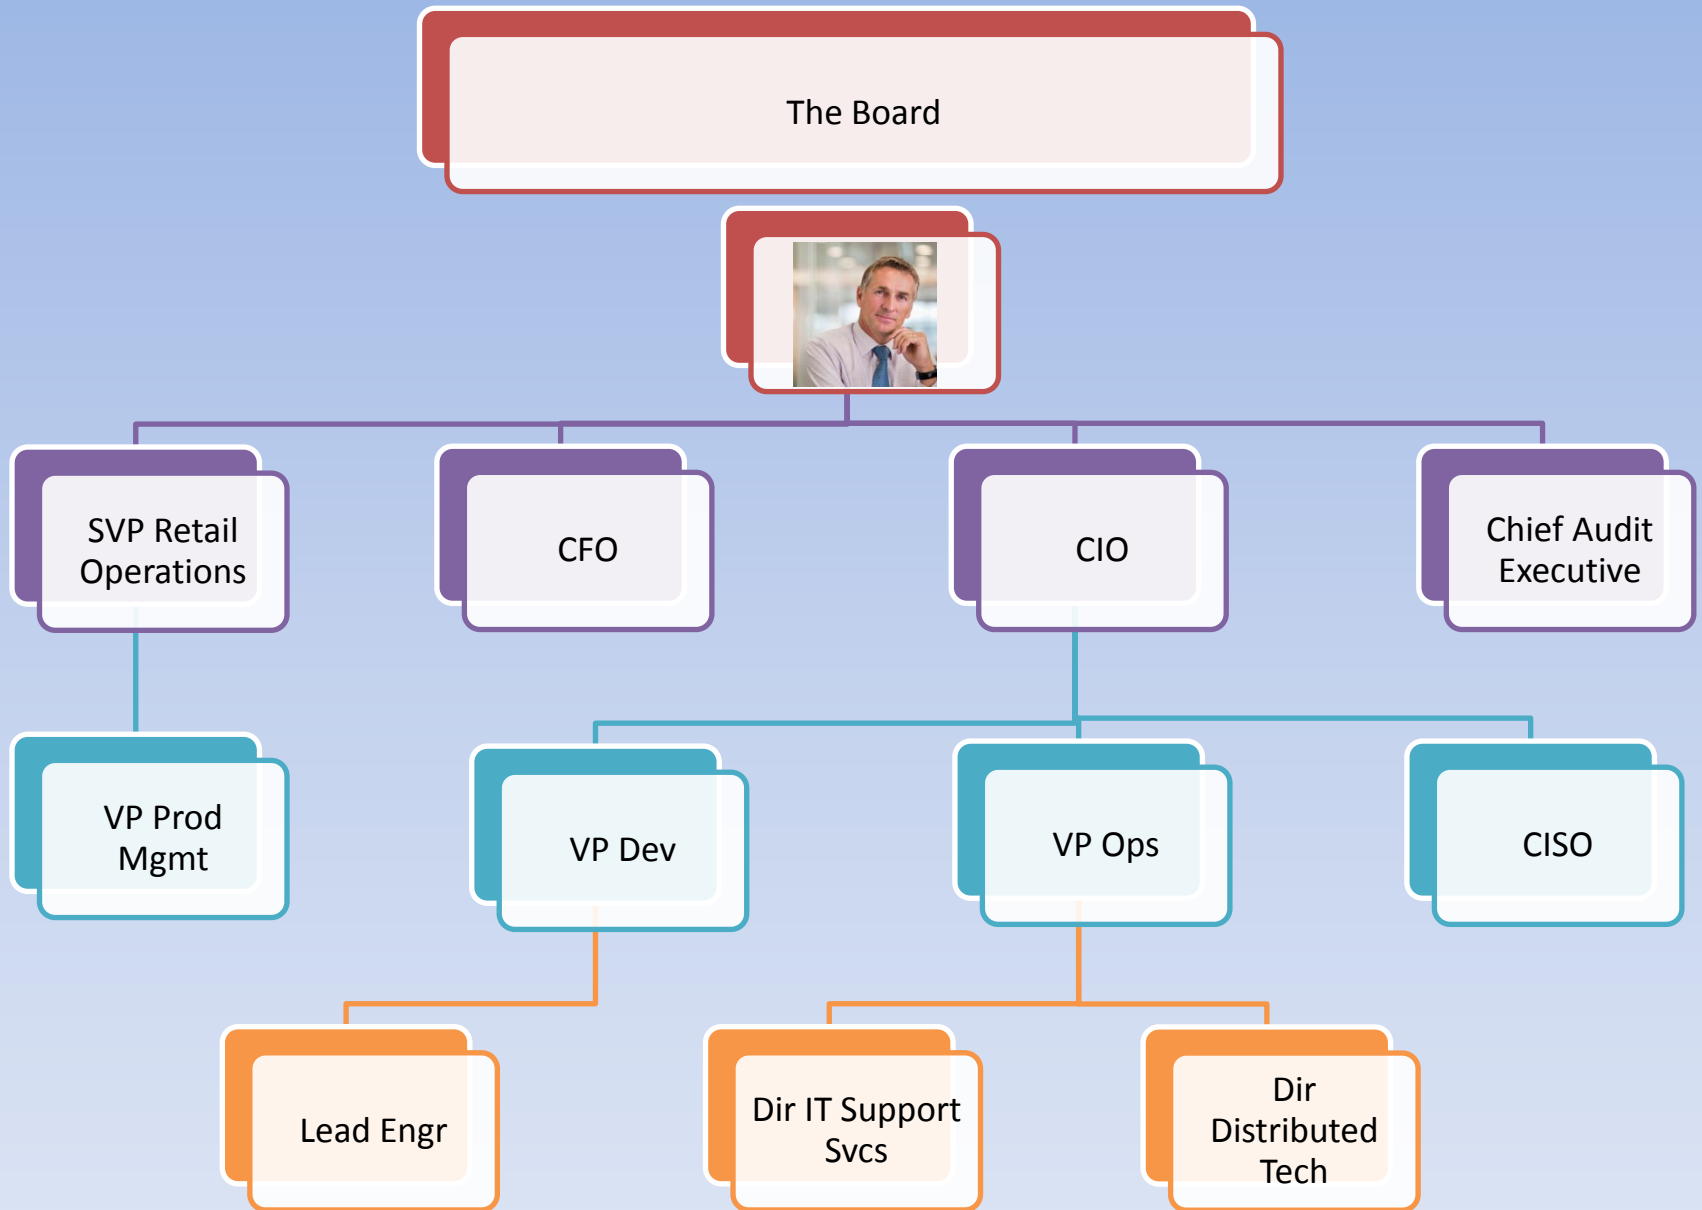 The Board
SVP Retail
Operations
CFO
CIO
Chief Audit
Executive
VP Prod
Mgmt
VP Dev
VP Ops
CISO
Lead Engr
Dir IT Support
Svcs
Dir
Distributed
Tech